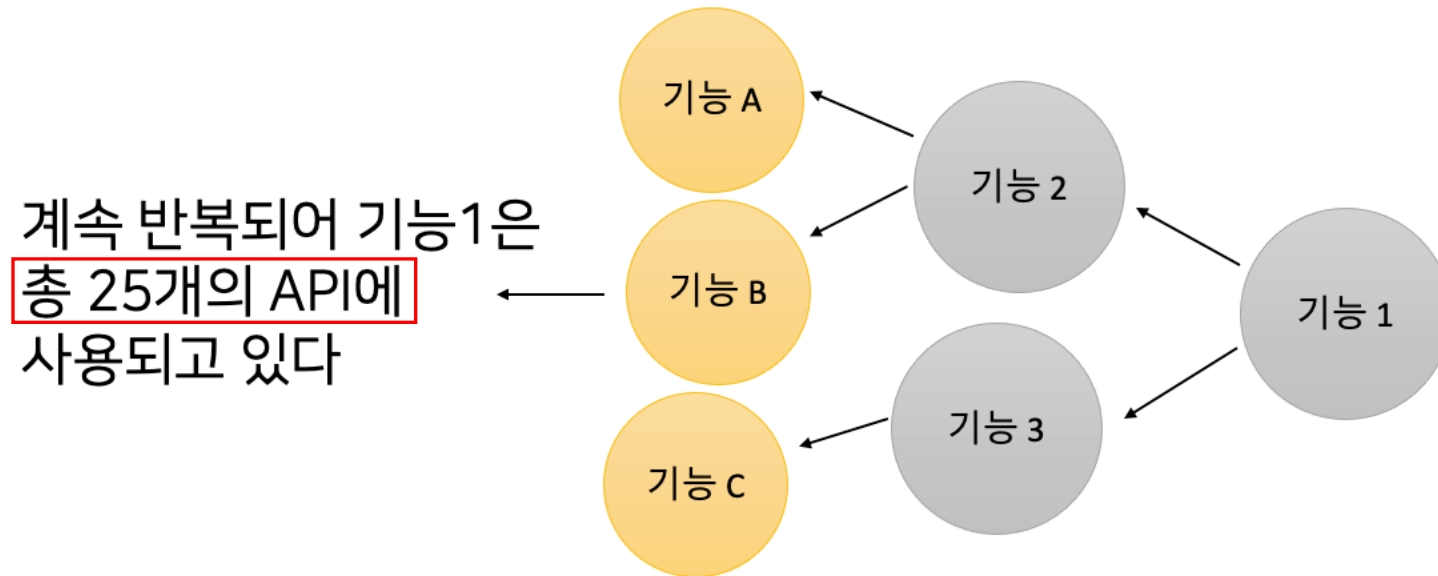 계속 반복되어 기능1은
총 25개의 API에
사용되고 있다
기능 A
기능 B
기능 C
기능 2
기능 3
기능 1